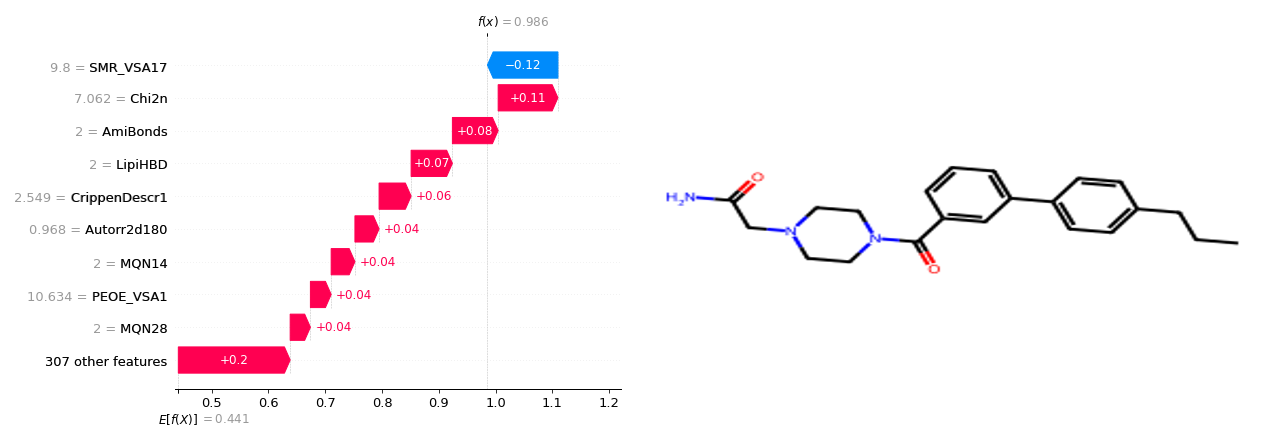 f(x) = 0.986
9.8 = SMR_VSA17
−0.12
7.062 = Chi2n
+0.11
2 = AmiBonds
+0.08
2 = LipiHBD
+0.07
2.549 = CrippenDescr1
+0.06
0.968 = Autorr2d180
+0.04
2 = MQN14
+0.04
10.634 = PEOE_VSA1
+0.04
2 = MQN28
+0.04
307 other features
+0.2
0.5 0.6 0.7 0.8 0.9 1.0 1.1 1.2
E[f(X)] = 0.441
H₂N
O
N
N
O